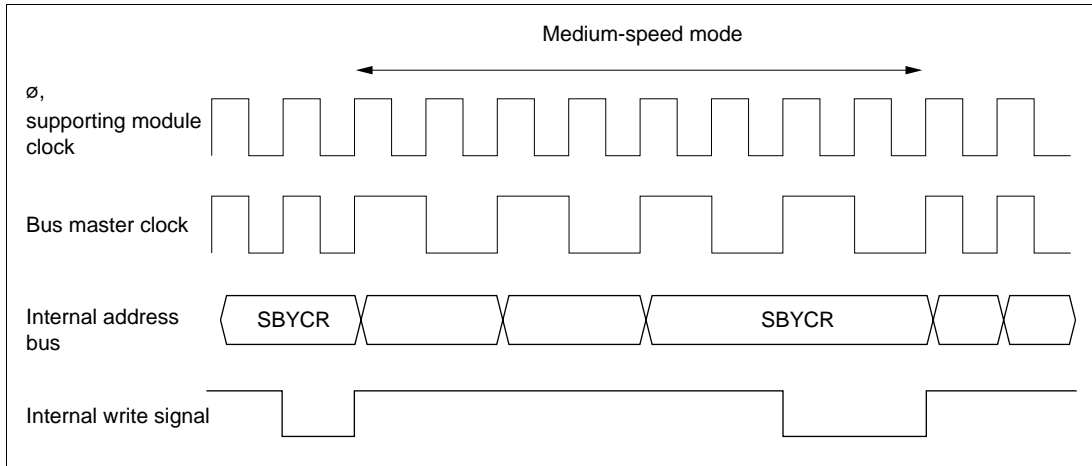 Medium-speed mode
ø,
supporting module
clock
Bus master clock
Internal address
bus
SBYCR
SBYCR
Internal write signal